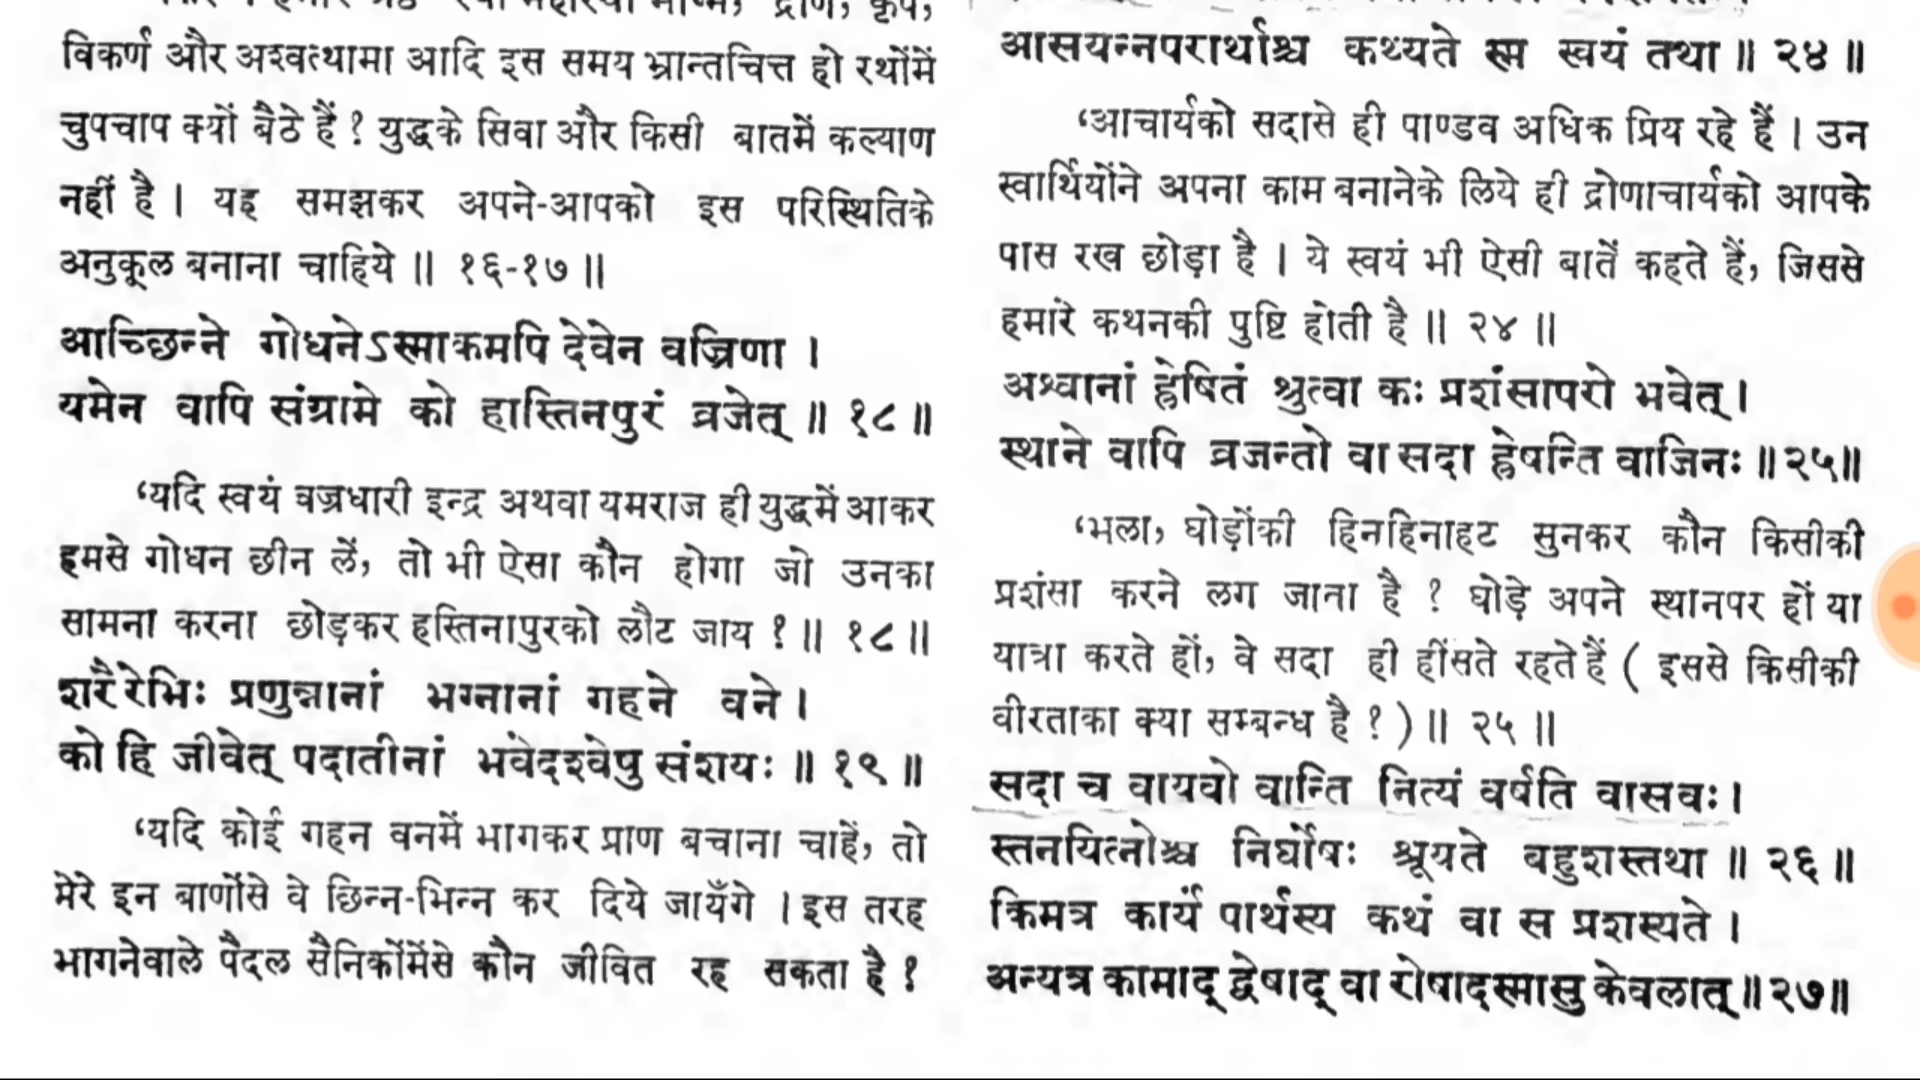 विकर्ण और अश्वत्थामा आदि इस समय भ्रान्तचित्त हो रथोंमें
चुपचाप क्यों बैठे हैं ? युद्धके सिवा और किसी बातमें कल्याण
नहीं है । यह समझकर अपने-आपको इस परिस्थितिके
अनुकूल बनाना चाहिये ॥ १६-१७ ॥
आच्छिन्ने गोधनेऽस्माकमपि देवेन वज्रिणा ।
यमेन वापि संग्रामे को हास्तिनपुरं व्रजेत् ॥ १८ ॥
‘यदि स्वयं वज्रधारी इन्द्र अथवा यमराज ही युद्धमें आकर
हमसे गोधन छीन लें, तो भी ऐसा कौन होगा जो उनका
सामना करना छोड़कर हस्तिनापुरको लौट जाय ? ॥ १८ ॥
शरैरेभिः प्रणुन्नानां भग्नानां गहने वने ।
को हि जीवेत् पदातीनां भवेदश्वेषु संशयः ॥ १९ ॥
‘यदि कोई गहन वनमें भागकर प्राण बचाना चाहें, तो
मेरे इन बाणोंसे वे छिन्न-भिन्न कर दिये जायँगे । इस तरह
भागनेवाले पैदल सैनिकोंमेंसे कौन जीवित रह सकता है ?
आसयन्नपरार्थाश्च कथ्यते स्म स्वयं तथा ॥ २४ ॥
‘आचार्यको सदासे ही पाण्डव अधिक प्रिय रहे हैं । उन
स्वार्थियोंने अपना काम बनानेके लिये ही द्रोणाचार्यको आपके
पास रख छोड़ा है । ये स्वयं भी ऐसी बातें कहते हैं, जिससे
हमारे कथनकी पुष्टि होती है ॥ २४ ॥
अश्वानां ह्रेषितं श्रुत्वा कः प्रशंसापरो भवेत् ।
स्थाने वापि व्रजन्तो वा सदा ह्रेषन्ति वाजिनः ॥ २५ ॥
‘भला, घोड़ोंकी हिनहिनाहट सुनकर कौन किसीकी
प्रशंसा करने लग जाता है ? घोड़े अपने स्थानपर हों या
यात्रा करते हों, वे सदा ही हींसते रहते हैं ( इससे किसीकी
वीरताका क्या सम्बन्ध है ? ) ॥ २५ ॥
सदा च वायवो वान्ति नित्यं वर्षति वासवः ।
स्तनयित्नोश्च निर्घोषः श्रूयते बहुशस्तथा ॥ २६ ॥
किमत्र कार्यं पार्थस्य कथं वा स प्रशस्यते ।
अन्यत्र कामाद् द्वेषाद् वा रोषादस्मासु केवलात् ॥ २७ ॥